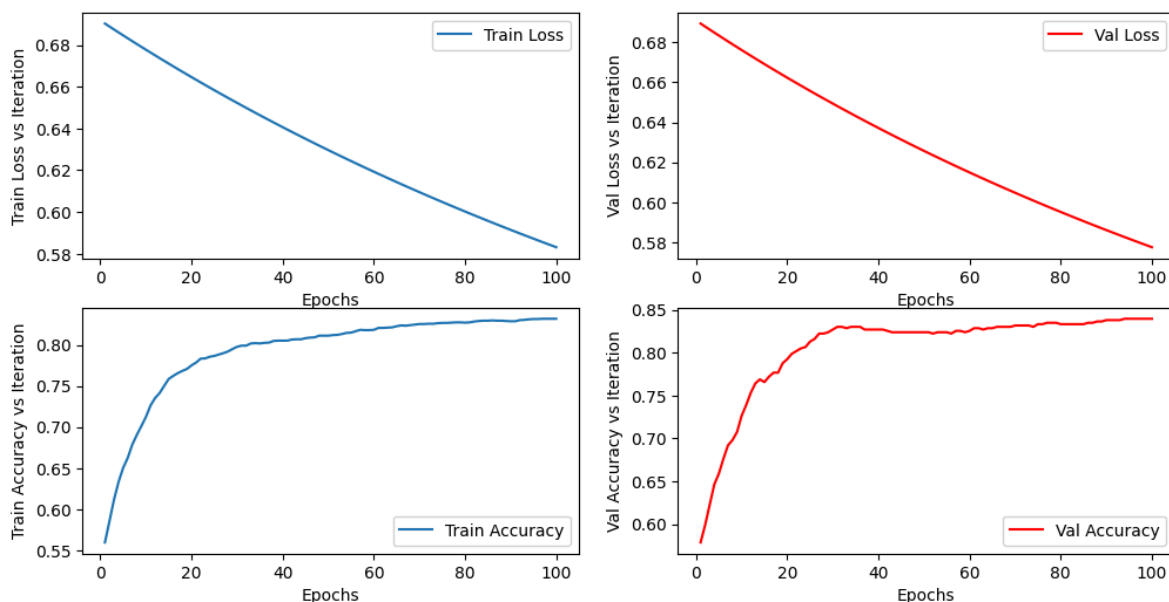 Train Loss vs Iteration
0.68
0.66
0.64
0.62
0.60
0.58
Train Loss
0 20 40 60 80 100
Epochs
Val Loss vs Iteration
0.68
0.66
0.64
0.62
0.60
0.58
Val Loss
0 20 40 60 80 100
Epochs
Train Accuracy vs Iteration
0.80
0.75
0.70
0.65
0.60
0.55
Train Accuracy
0 20 40 60 80 100
Epochs
Val Accuracy vs Iteration
0.85
0.80
0.75
0.70
0.65
0.60
Val Accuracy
0 20 40 60 80 100
Epochs